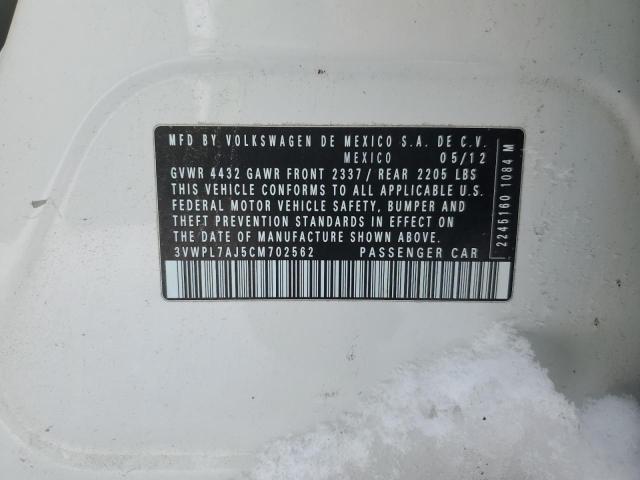 MFD BY VOLKSWAGEN DE MEXICO S.A. DE C.V.
MEXICO 05/12
GVWR 4432 GAWR FRONT 2337/ REAR 2205 LBS
THIS VEHICLE CONFORMS TO ALL APPLICABLE U.S.
FEDERAL MOTOR VEHICLE SAFETY, BUMPER AND
THEFT PREVENTION STANDARDS IN EFFECT ON
THE DATE OF MANUFACTURE SHOWN ABOVE.
3VWPL7AJ5CM702562 PASSENGER CAR
2245160 1084 M